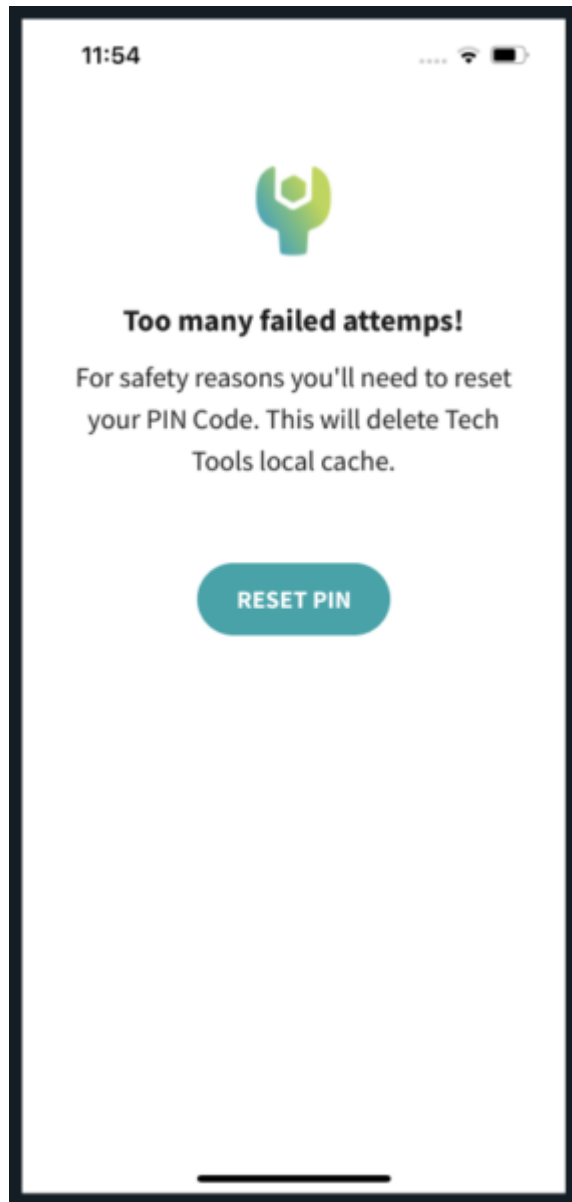 11:54
Too many failed attemps!
For safety reasons you'll need to reset
your PIN Code. This will delete Tech
Tools local cache.
RESET PIN